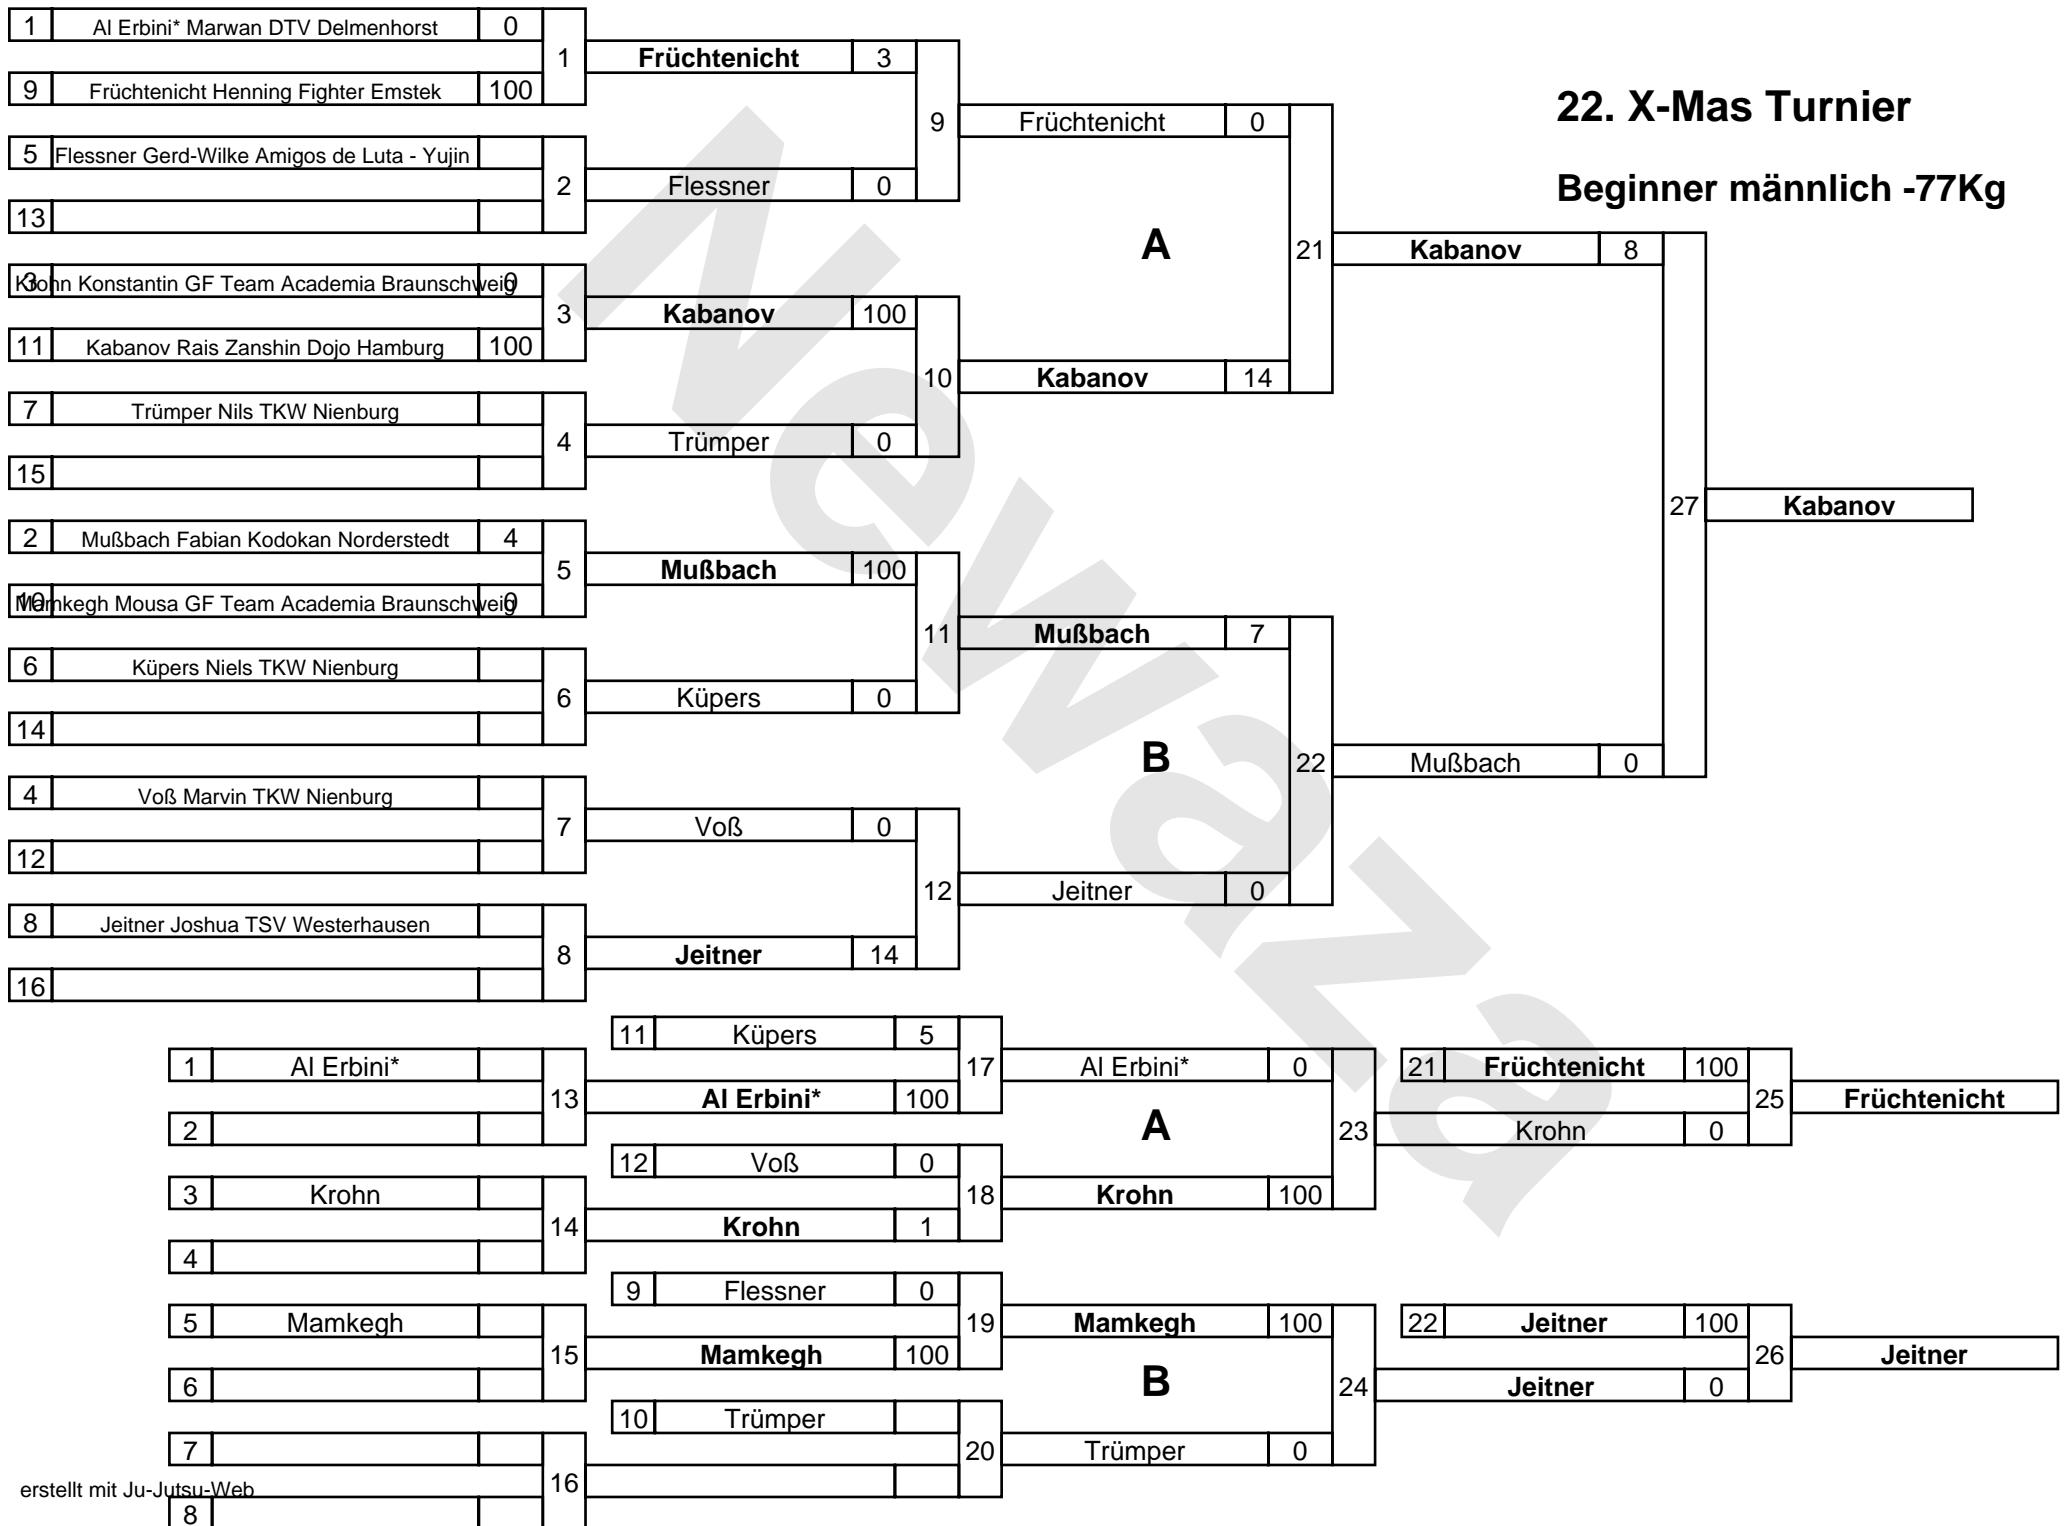 22. X-Mas Turnier
Beginner männlich -77Kg
1 Al Erbini* Marwan DTV Delmenhorst 0
9 Früchtenicht Henning Fighter Emstek 100
1
5 Flessner Gerd-Wilke Amigos de Luta - Yujin
13
2
3 Krohn Konstantin GF Team Academia Braunschweig 0
11 Kabanov Rais Zanshin Dojo Hamburg 100
3
7 Trümper Nils TKW Nienburg
15
4
2 Mußbach Fabian Kodokan Norderstedt 4
10 Mamkegh Mousa GF Team Academia Braunschweig 0
5
6 Küpers Niels TKW Nienburg
14
6
4 Voß Marvin TKW Nienburg
12
7
8 Jeitner Joshua TSV Westerhausen
16
8
Früchtenicht 3
Flessner 0
9
Kabanov 100
Trümper 0
10
Mußbach 100
Küpers 0
11
Voß 0
Jeitner 14
12
Früchtenicht 0
A
Kabanov 14
21
Mußbach 7
B
Jeitner 0
22
Kabanov 8
Mußbach 0
27
Kabanov
Newaza
1 Al Erbini*
2
13
3 Krohn
4
14
5 Mamkegh
6
15
7
8
16
11 Küpers 5
Al Erbini* 100
17
12 Voß 0
Krohn 1
18
9 Flessner 0
Mamkegh 100
19
10 Trümper
20
Al Erbini* 0
A
Krohn 100
23
Mamkegh 100
B
Trümper 0
24
21 Früchtenicht 100
Krohn 0
25
Früchtenicht
22 Jeitner 100
Jeitner 0
26
Jeitner
erstellt mit Ju-Jutsu-Web